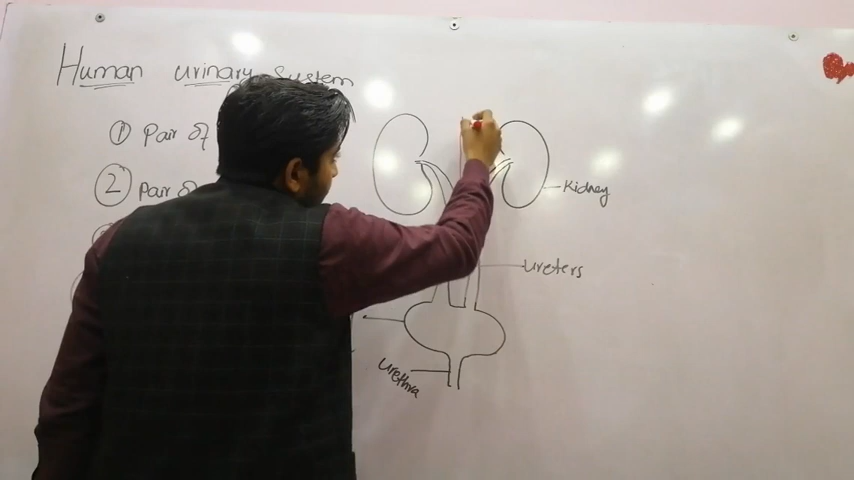 Human urinary system
① Pair of
② Pair of
Kidney
Ureters
Urethra